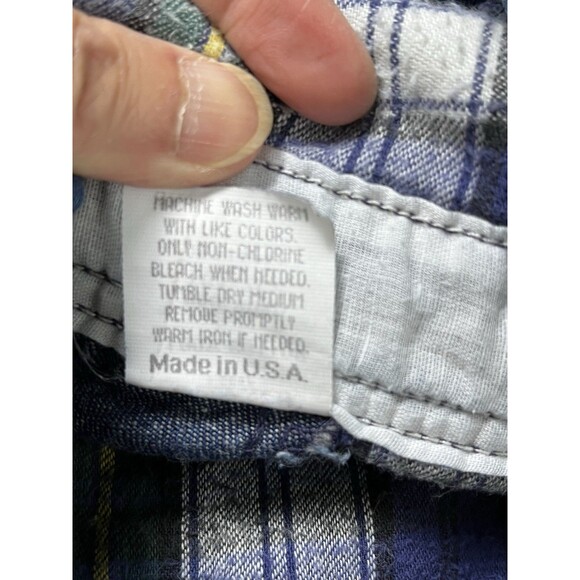 MACHINE WASH WARM
WITH LIKE COLORS.
ONLY NON-CHLORINE
BLEACH WHEN NEEDED.
TUMBLE DRY MEDIUM
REMOVE PROMPTLY
WARM IRON IF NEEDED.
Made in U.S.A.